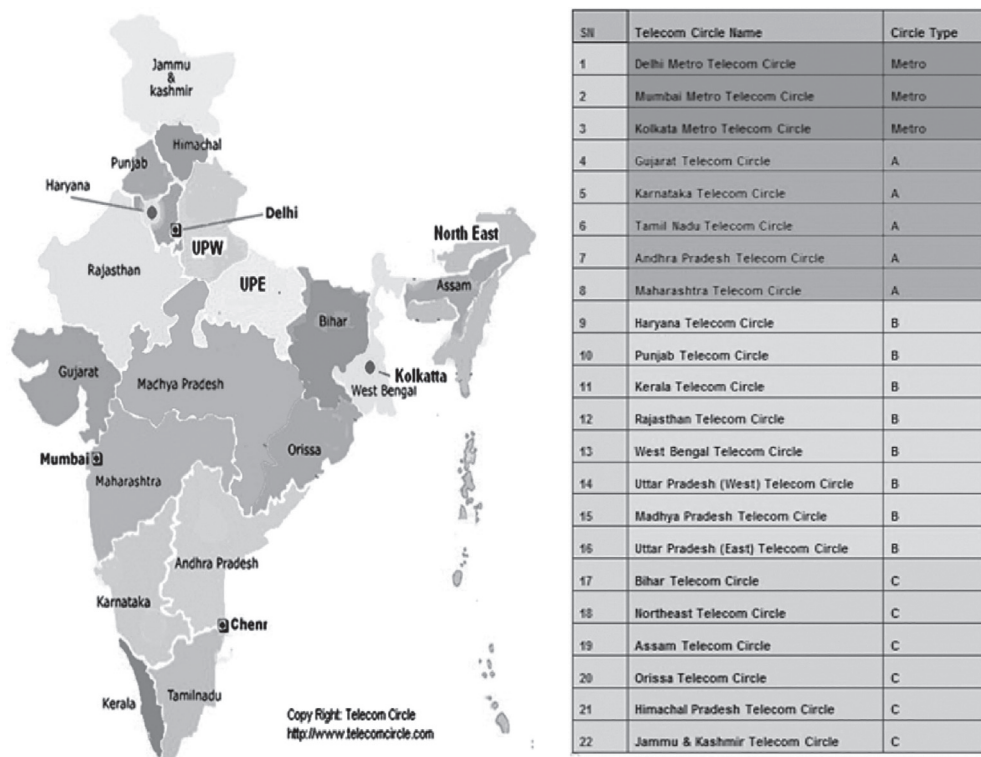 Jammu
&
kashmir
Himachal
Punjab
Haryana
Delhi
UPW
North East
Rajasthan
UPE
Assam
Bihar
Gujarat
Madhya Pradesh
Kolkatta
West Bengal
Orissa
Mumbai
Maharashtra
Andhra Pradesh
Karnataka
Chenr
Kerala
Tamilnadu
Copy Right: Telecom Circle
http://www.telecomcircle.com
SN Telecom Circle Name Circle Type
1 Delhi Metro Telecom Circle Metro
2 Mumbai Metro Telecom Circle Metro
3 Kolkata Metro Telecom Circle Metro
4 Gujarat Telecom Circle A
5 Karnataka Telecom Circle A
6 Tamil Nadu Telecom Circle A
7 Andhra Pradesh Telecom Circle A
8 Maharashtra Telecom Circle A
9 Haryana Telecom Circle B
10 Punjab Telecom Circle B
11 Kerala Telecom Circle B
12 Rajasthan Telecom Circle B
13 West Bengal Telecom Circle B
14 Uttar Pradesh (West) Telecom Circle B
15 Madhya Pradesh Telecom Circle B
16 Uttar Pradesh (East) Telecom Circle B
17 Bihar Telecom Circle C
18 Northeast Telecom Circle C
19 Assam Telecom Circle C
20 Orissa Telecom Circle C
21 Himachal Pradesh Telecom Circle C
22 Jammu & Kashmir Telecom Circle C